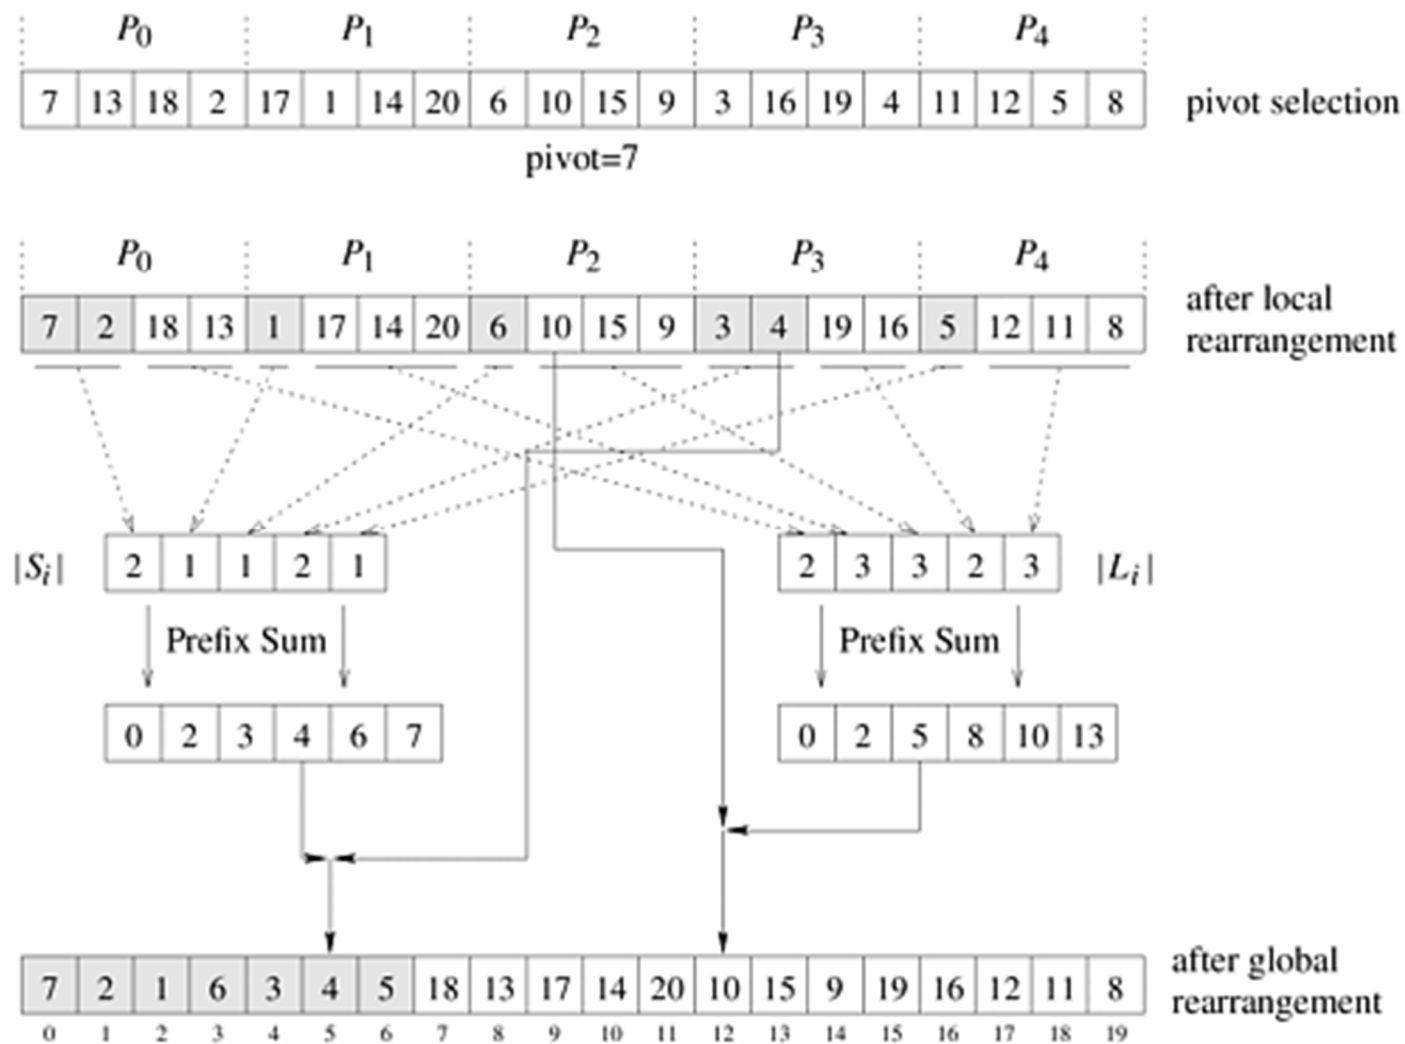 P0 P1 P2 P3 P4
7 13 18 2 17 1 14 20 6 10 15 9 3 16 19 4 11 12 5 8 pivot selection
pivot=7
P0 P1 P2 P3 P4
7 2 18 13 1 17 14 20 6 10 15 9 3 4 19 16 5 12 11 8 after local
rearrangement
|Si| 2 1 1 2 1 2 3 3 2 3 |Li|
Prefix Sum Prefix Sum
0 2 3 4 6 7 0 2 5 8 10 13
7 2 1 6 3 4 5 18 13 17 14 20 10 15 9 19 16 12 11 8 after global
rearrangement
0 1 2 3 4 5 6 7 8 9 10 11 12 13 14 15 16 17 18 19